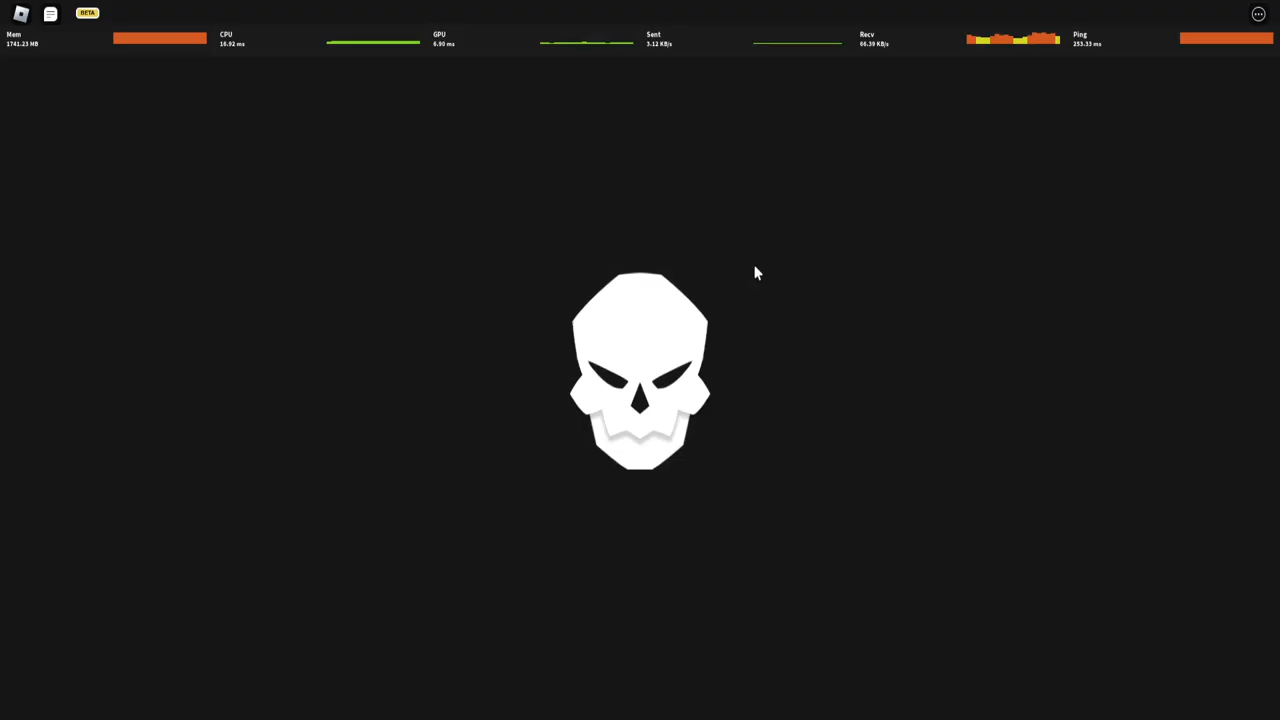 BETA
Mem
1741.23 MB
CPU
16.92 ms
GPU
6.90 ms
Sent
3.12 KB/s
Recv
66.39 KB/s
Ping
253.33 ms